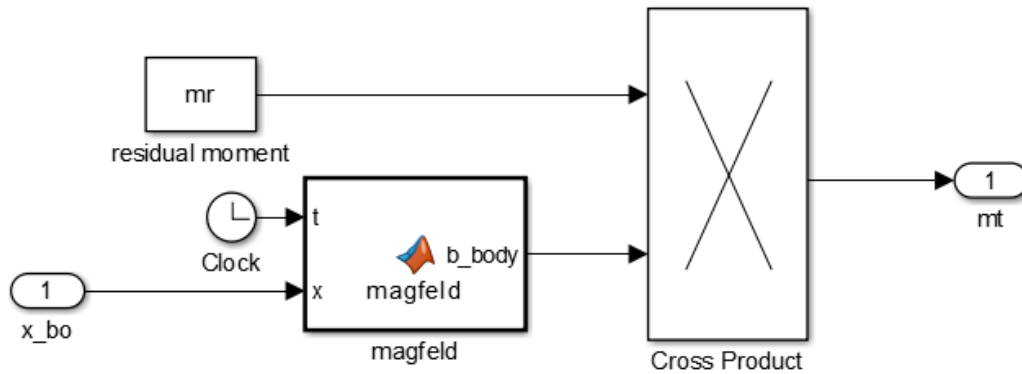 mr
residual moment
t
Clock
b_body
magfeld
x
1
x_bo
magfeld
Cross Product
1
mt